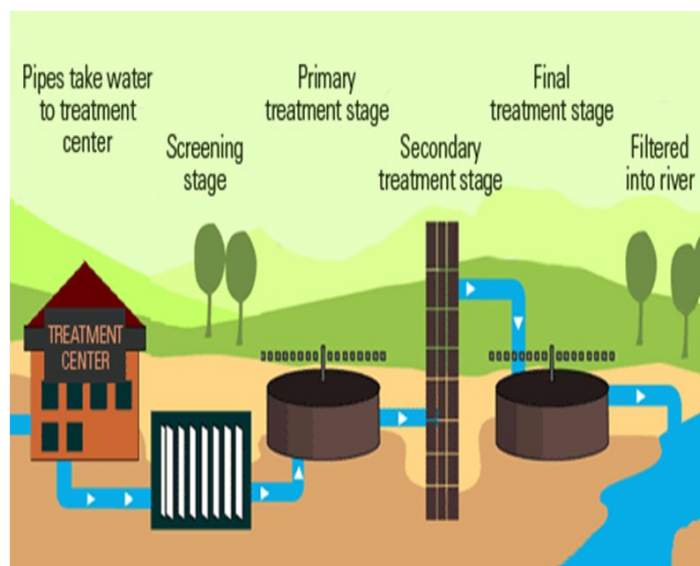 Pipes take water
to treatment
center
Screening
stage
Primary
treatment stage
Secondary
treatment stage
Final
treatment stage
Filtered
into river
TREATMENT
CENTER